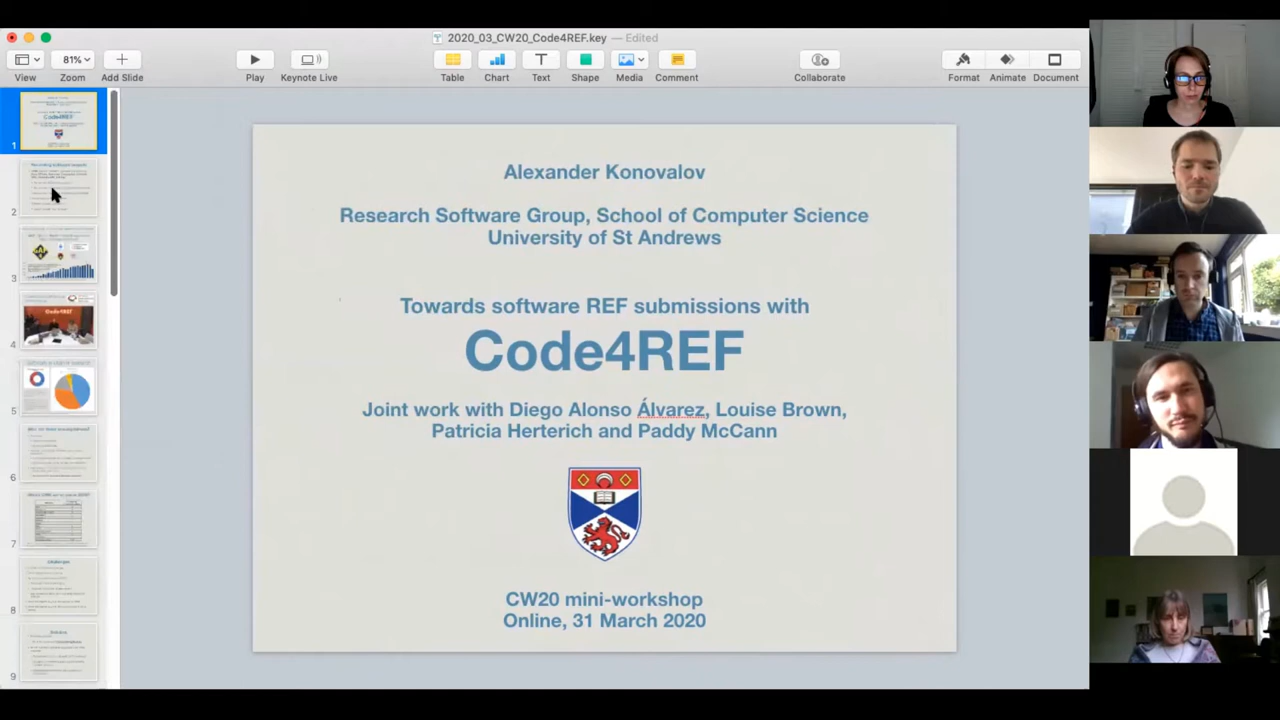 2020_03_CW20_Code4REF.key — Edited
81%
View
Zoom
Add Slide
Play
Keynote Live
Table
Chart
Text
Shape
Media
Comment
Collaborate
Format
Animate
Document
1
2
3
4
5
6
7
8
9
Code4REF
Code4REF
Challenges
Alexander Konovalov
Research Software Group, School of Computer Science
University of St Andrews
Towards software REF submissions with
Code4REF
Joint work with Diego Alonso Álvarez, Louise Brown,
Patricia Herterich and Paddy McCann
CW20 mini-workshop
Online, 31 March 2020